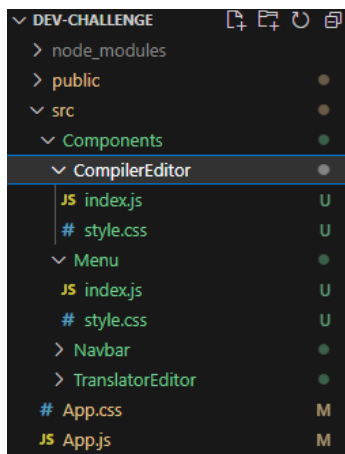 DEV-CHALLENGE
node_modules
public
src
Components
CompilerEditor
JS index.js U
# style.css U
Menu
JS index.js U
# style.css U
Navbar
TranslatorEditor
# App.css M
JS App.js M